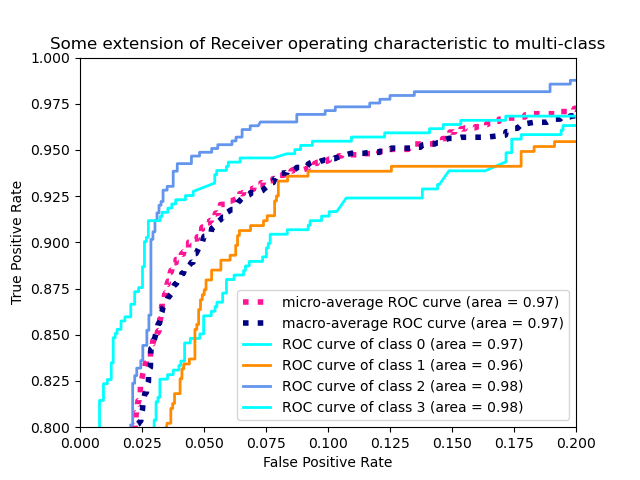 Some extension of Receiver operating characteristic to multi-class
1.000
0.975
0.950
0.925
0.900
0.875
0.850
0.825
0.800
True Positive Rate
micro-average ROC curve (area = 0.97)
macro-average ROC curve (area = 0.97)
ROC curve of class 0 (area = 0.97)
ROC curve of class 1 (area = 0.96)
ROC curve of class 2 (area = 0.98)
ROC curve of class 3 (area = 0.98)
0.000 0.025 0.050 0.075 0.100 0.125 0.150 0.175 0.200
False Positive Rate